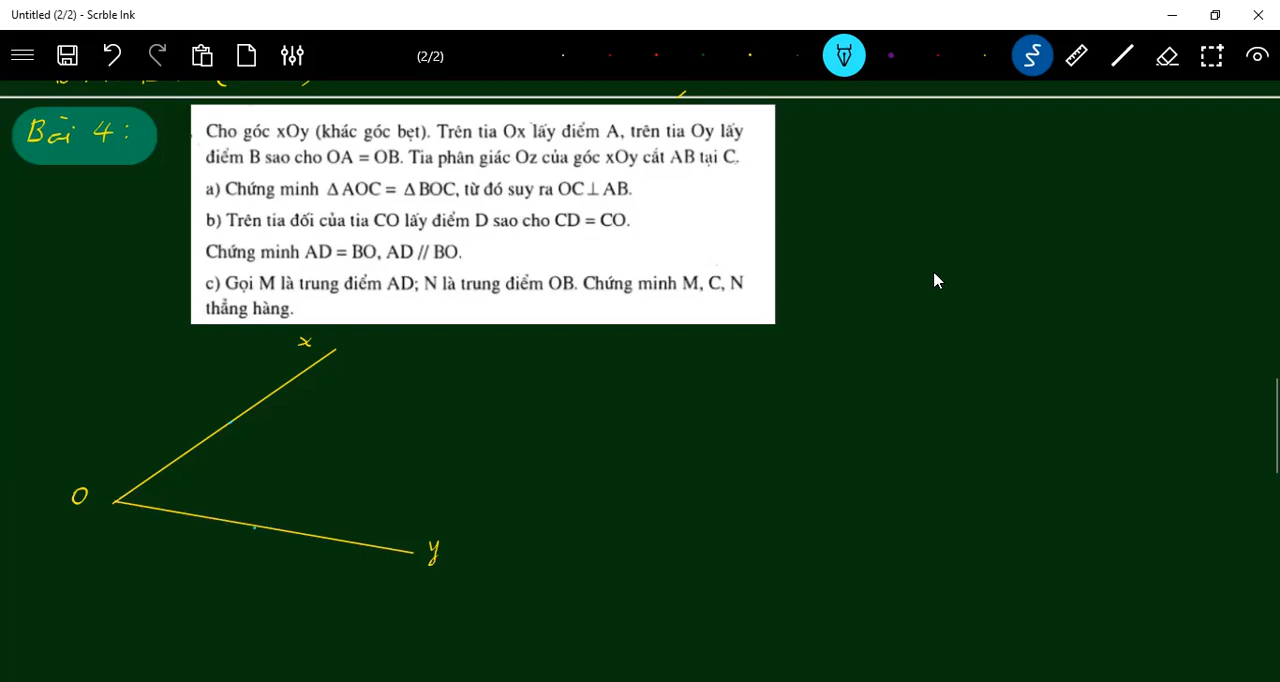 Untitled (2/2) - Scrble Ink
(2/2)
Bài 4 :
Cho góc xOy (khác góc bẹt). Trên tia Ox lấy điểm A, trên tia Oy lấy
điểm B sao cho OA = OB. Tia phân giác Oz của góc xOy cắt AB tại C.
a) Chứng minh Δ AOC = Δ BOC, từ đó suy ra OC ⊥ AB.
b) Trên tia đối của tia CO lấy điểm D sao cho CD = CO.
Chứng minh AD = BO, AD // BO.
c) Gọi M là trung điểm AD; N là trung điểm OB. Chứng minh M, C, N
thẳng hàng.
x
O
y